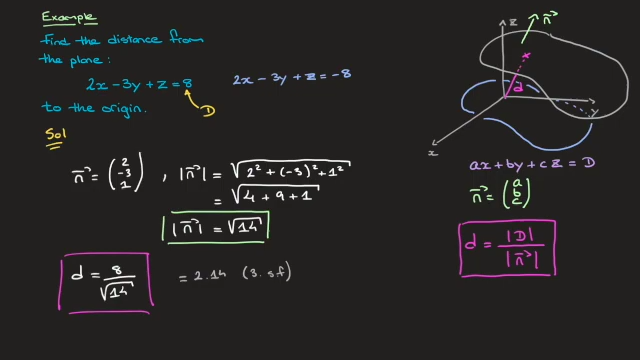 Example
Find the distance from
the plane:
2x - 3y + z = 8
2x - 3y + z = -8
D
to the origin.
Sol
n⃗ = (2 -3 1) , |n⃗| = √(2² + (-3)² + 1²)
= √(4 + 9 + 1)
|n⃗| = √14
d = 8/√14 = 2.14 (3. s.f)
z
n⃗
x
d
y
x
ax + by + cz = D
n⃗ = (a b c)
d = |D|/|n⃗|